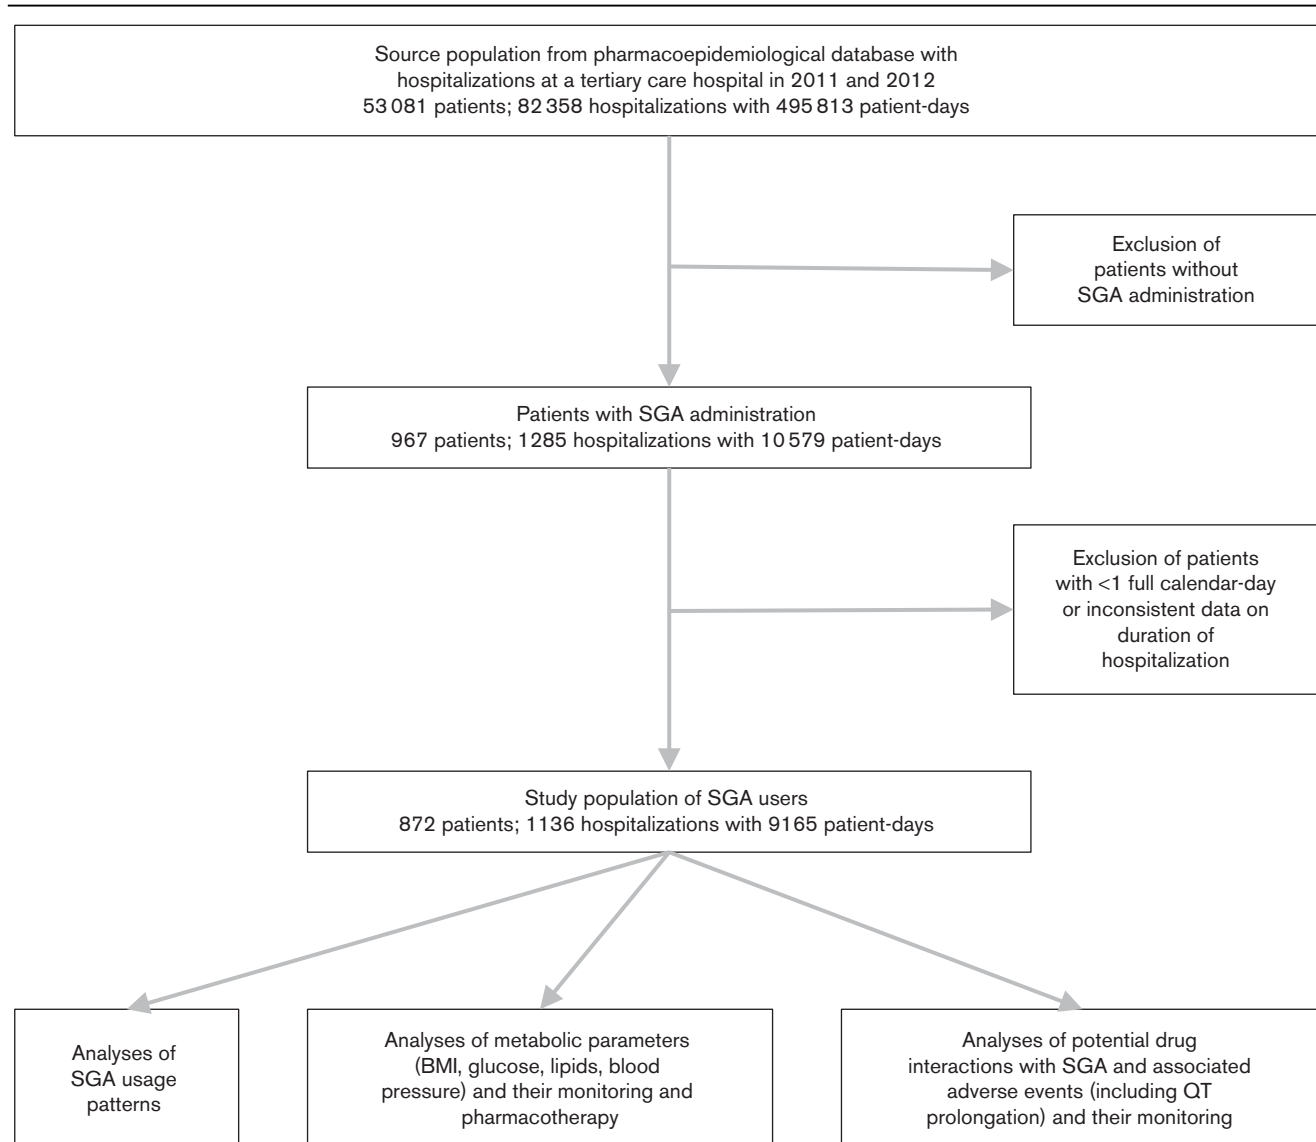 Source population from pharmacoepidemiological database with
hospitalizations at a tertiary care hospital in 2011 and 2012
53 081 patients; 82 358 hospitalizations with 495 813 patient-days
Exclusion of
patients without
SGA administration
Patients with SGA administration
967 patients; 1285 hospitalizations with 10 579 patient-days
Exclusion of patients
with <1 full calendar-day
or inconsistent data on
duration of
hospitalization
Study population of SGA users
872 patients; 1136 hospitalizations with 9165 patient-days
Analyses of
SGA usage
patterns
Analyses of metabolic parameters
(BMI, glucose, lipids, blood
pressure) and their monitoring and
pharmacotherapy
Analyses of potential drug
interactions with SGA and associated
adverse events (including QT
prolongation) and their monitoring